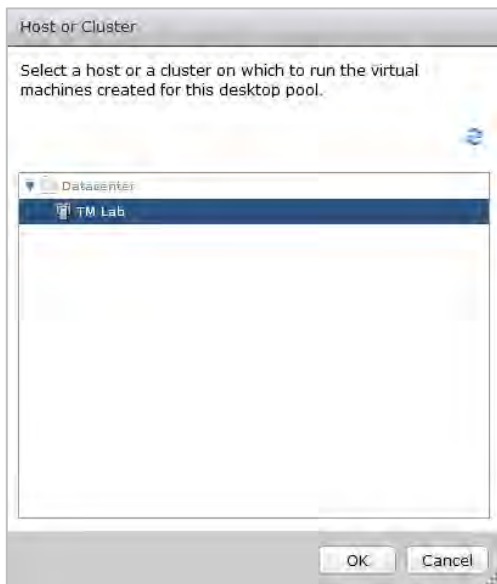 Host or Cluster
Select a host or a cluster on which to run the virtual
machines created for this desktop pool.
Datacenter
TM Lab
OK
Cancel